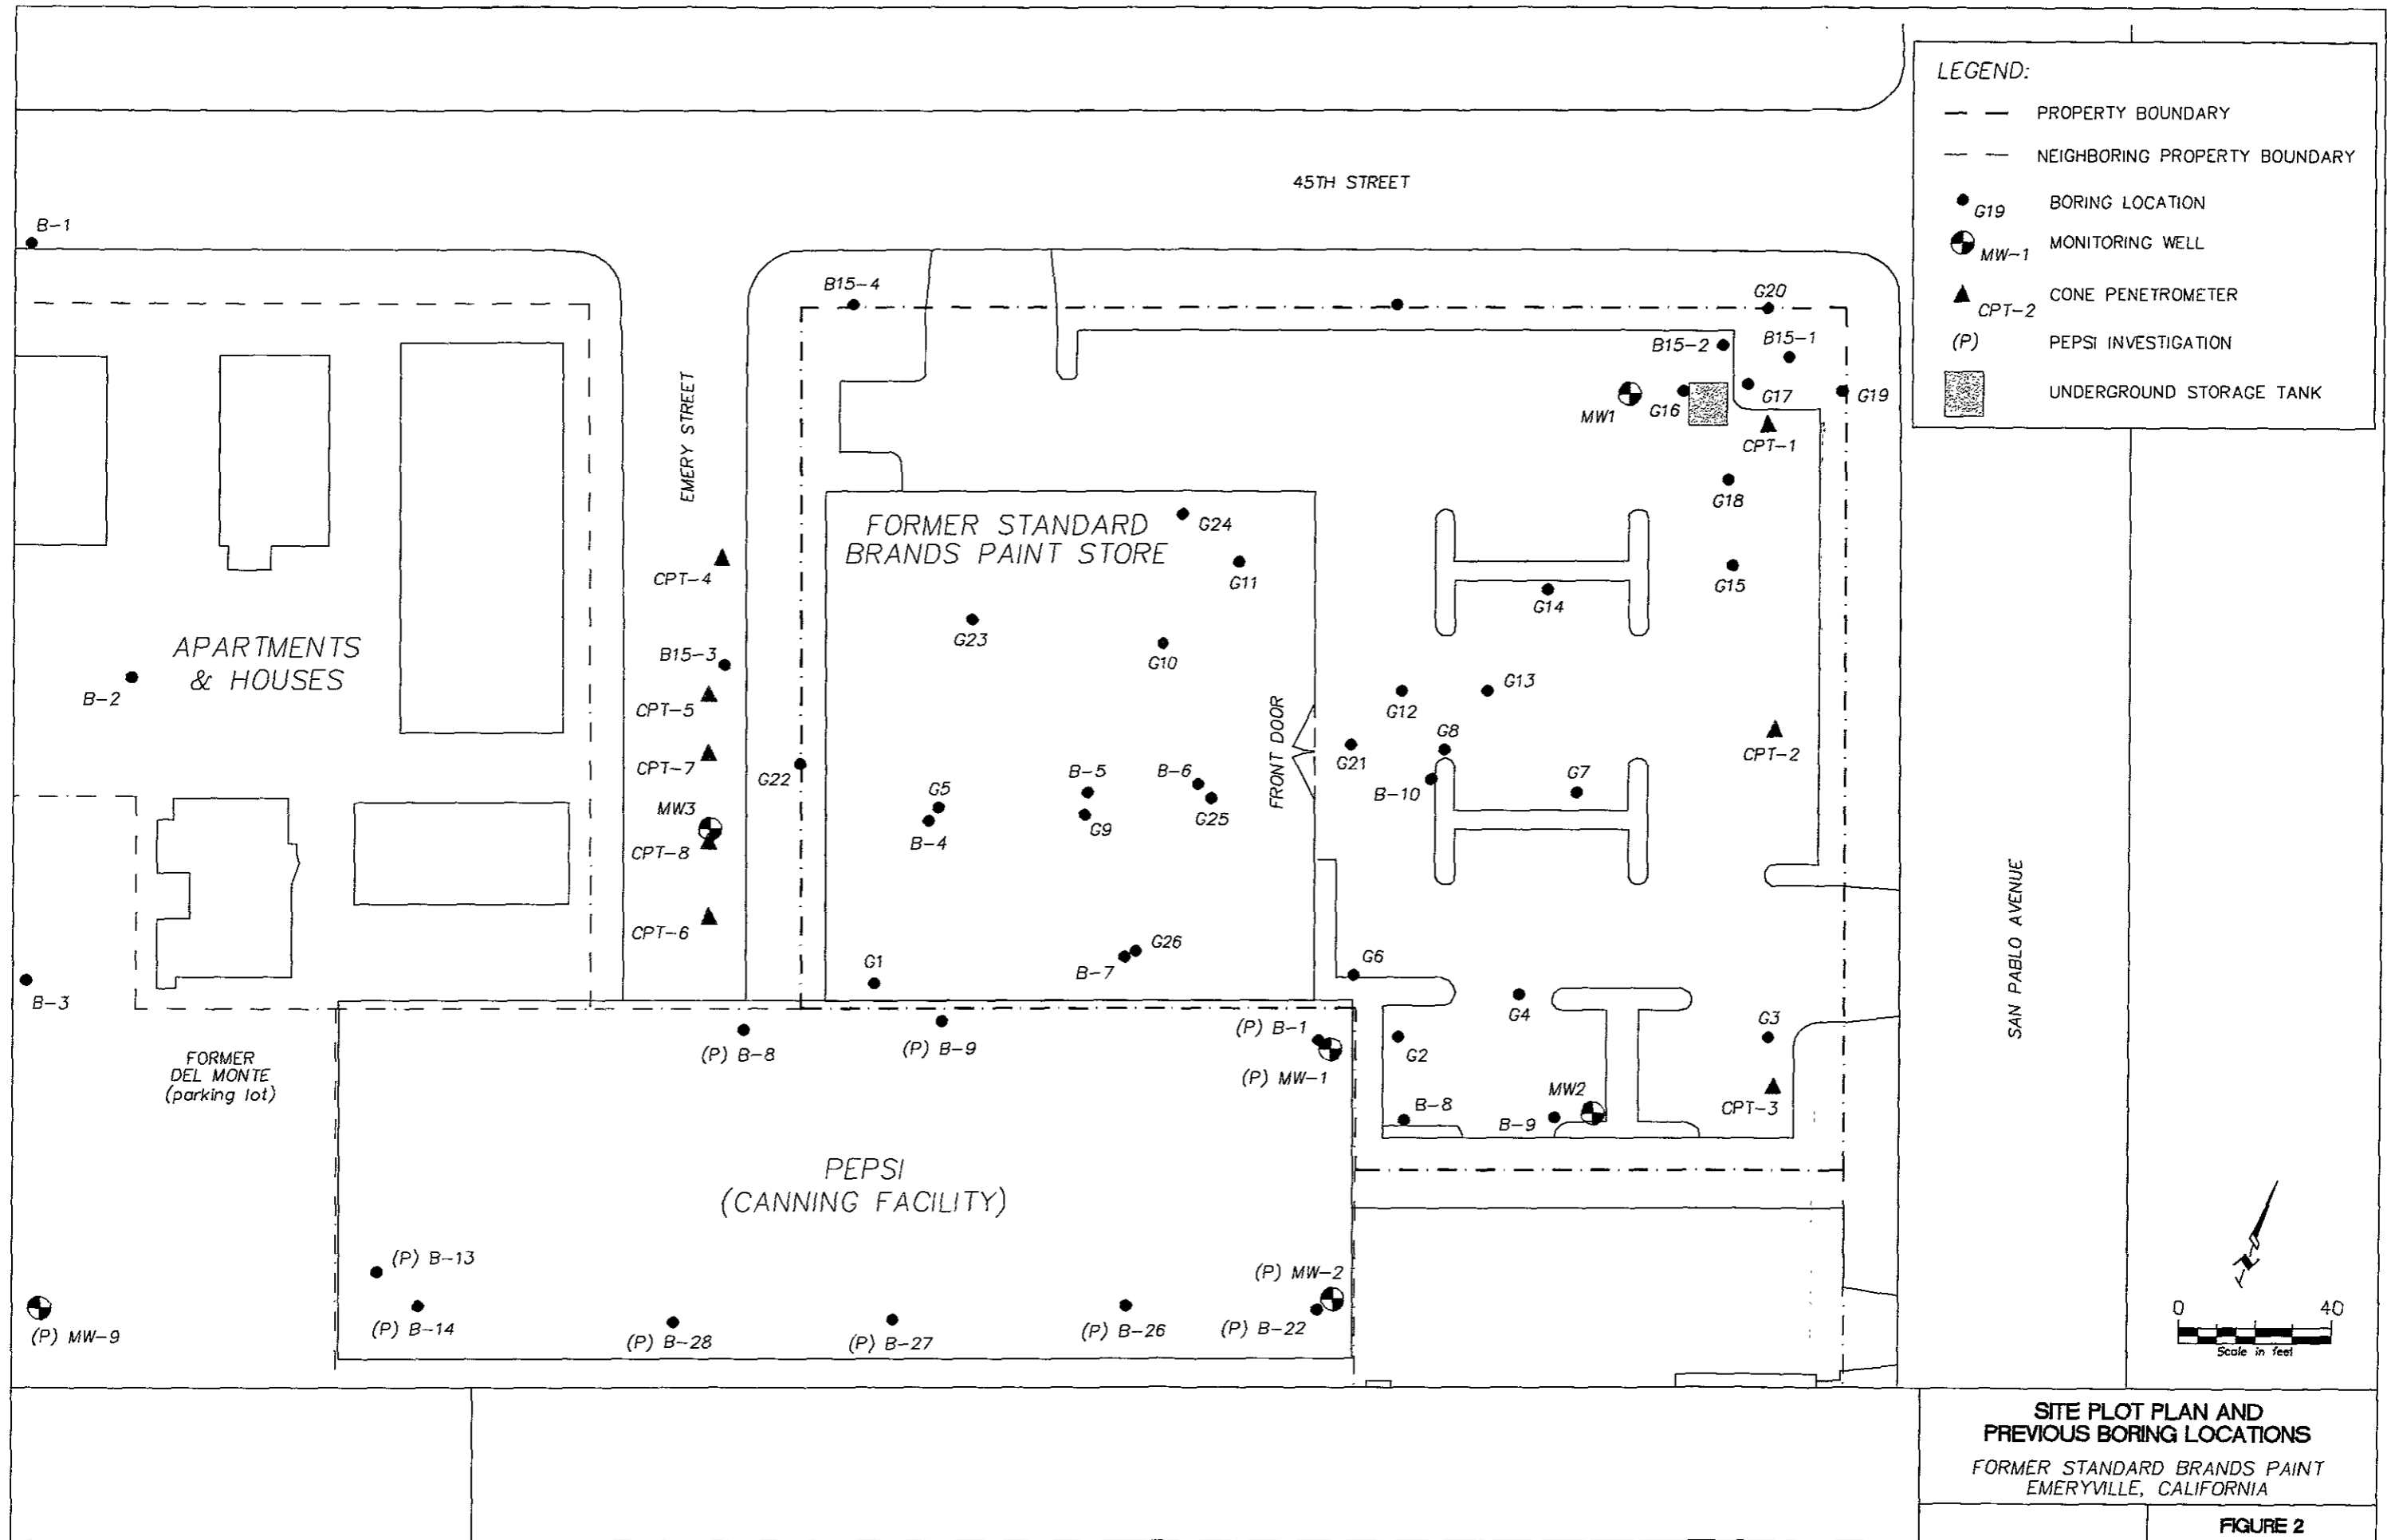 LEGEND:
PROPERTY BOUNDARY
NEIGHBORING PROPERTY BOUNDARY
G19 BORING LOCATION
MW-1 MONITORING WELL
CPT-2 CONE PENETROMETER
(P) PEPSI INVESTIGATION
UNDERGROUND STORAGE TANK
45TH STREET
B-1
B15-4
G20
B15-2
B15-1
MW1
G16
G17
G19
CPT-1
EMERY STREET
G18
FORMER STANDARD
BRANDS PAINT STORE
G24
G11
CPT-4
G15
G14
G23
G10
APARTMENTS
& HOUSES
B15-3
B-2
CPT-5
G13
G12
FRONT DOOR
CPT-7
G22
G21
G8
CPT-2
B-5
B-6
G7
B-10
G5
MW3
G25
G9
B-4
CPT-8
SAN PABLO AVENUE
CPT-6
G26
B-7
G1
G6
B-3
G4
G3
(P) B-1
G2
(P) B-8
(P) B-9
FORMER
DEL MONTE
(parking lot)
(P) MW-1
MW2
B-8
B-9
CPT-3
PEPSI
(CANNING FACILITY)
(P) B-13
(P) MW-2
(P) MW-9
(P) B-14
(P) B-28
(P) B-27
(P) B-26
(P) B-22
N
0 40
Scale in feet
SITE PLOT PLAN AND
PREVIOUS BORING LOCATIONS
FORMER STANDARD BRANDS PAINT
EMERYVILLE, CALIFORNIA
FIGURE 2